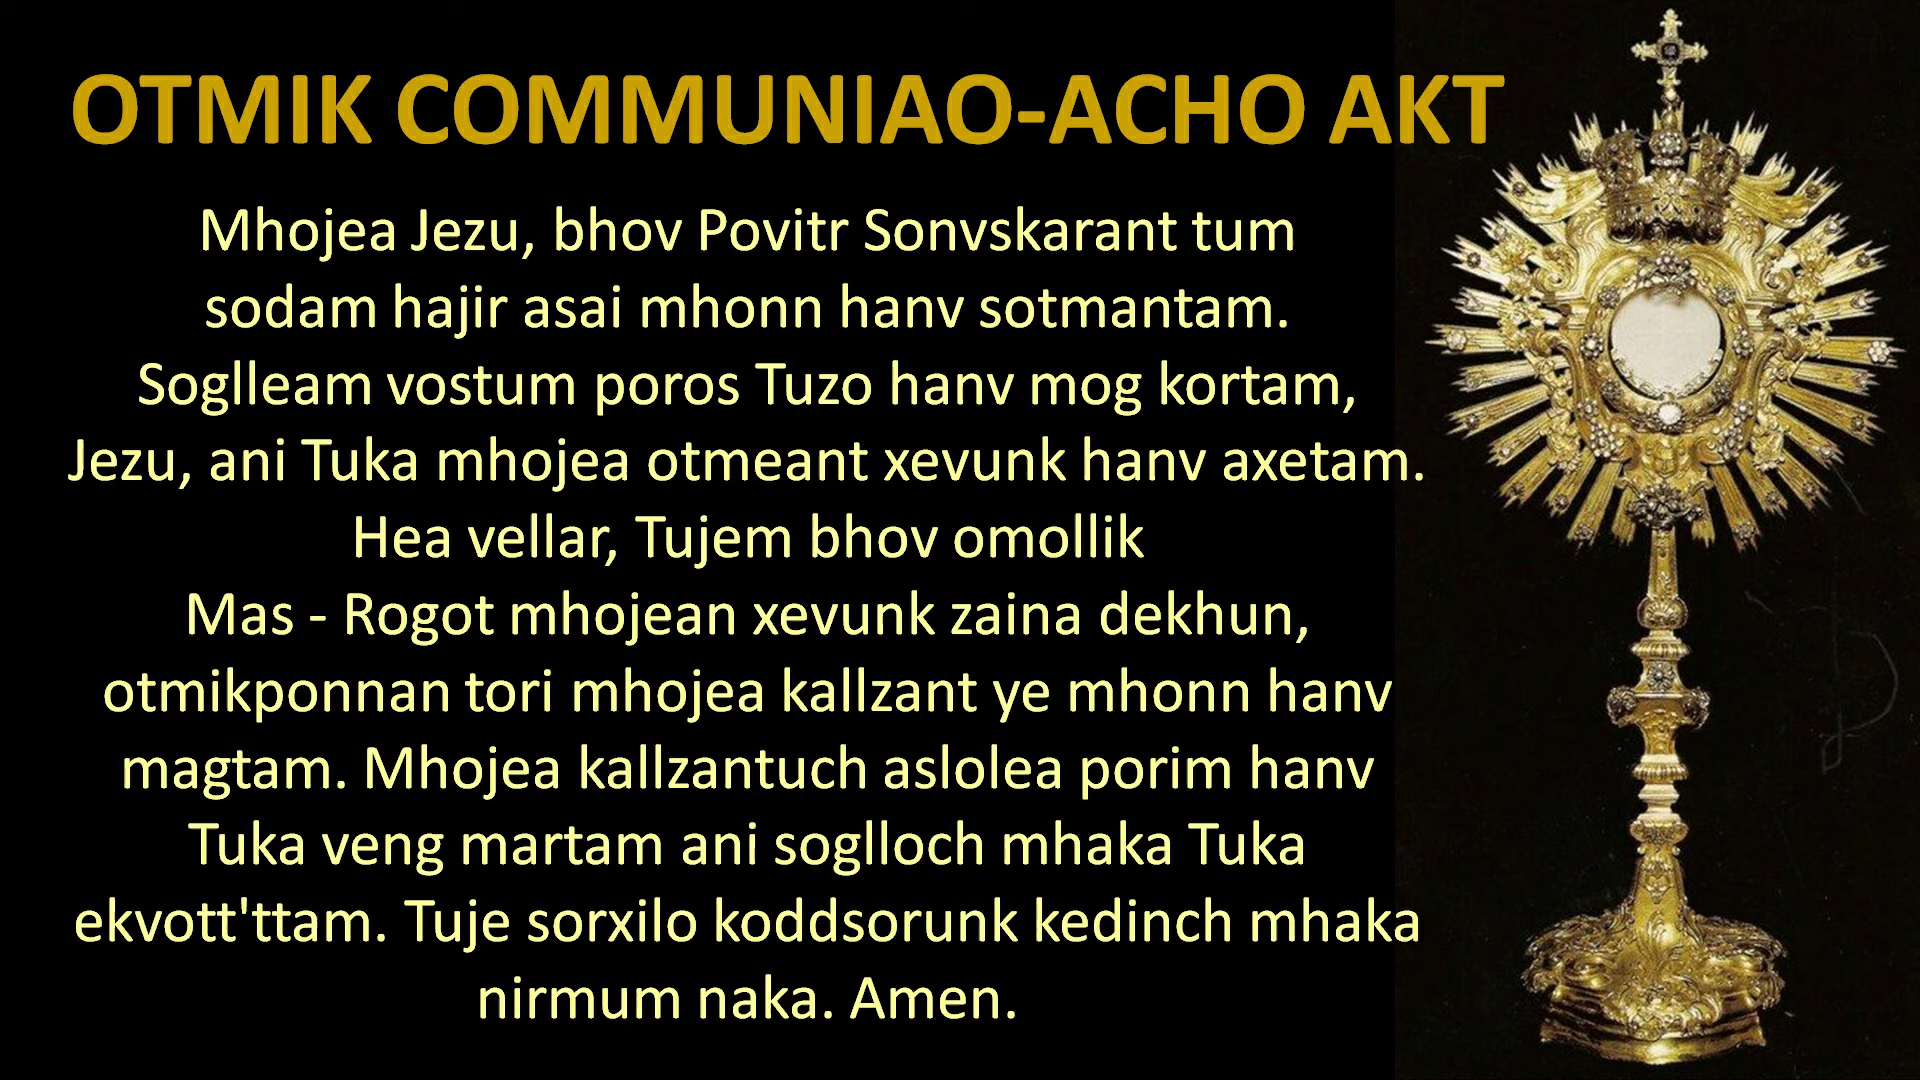 OTMIK COMMUNIAO-ACHO AKT
Mhojea Jezu, bhov Povitr Sonvskarant tum
sodam hajir asai mhonn hanv sotmantam.
Soglleam vostum poros Tuzo hanv mog kortam,
Jezu, ani Tuka mhojea otmeant xevunk hanv axetam.
Hea vellar, Tujem bhov omollik
Mas - Rogot mhojean xevunk zaina dekhun,
otmikponnan tori mhojea kallzant ye mhonn hanv
magtam. Mhojea kallzantuch aslolea porim hanv
Tuka veng martam ani soglloch mhaka Tuka
ekvott'ttam. Tuje sorxilo koddsorunk kedinch mhaka
nirmum naka. Amen.